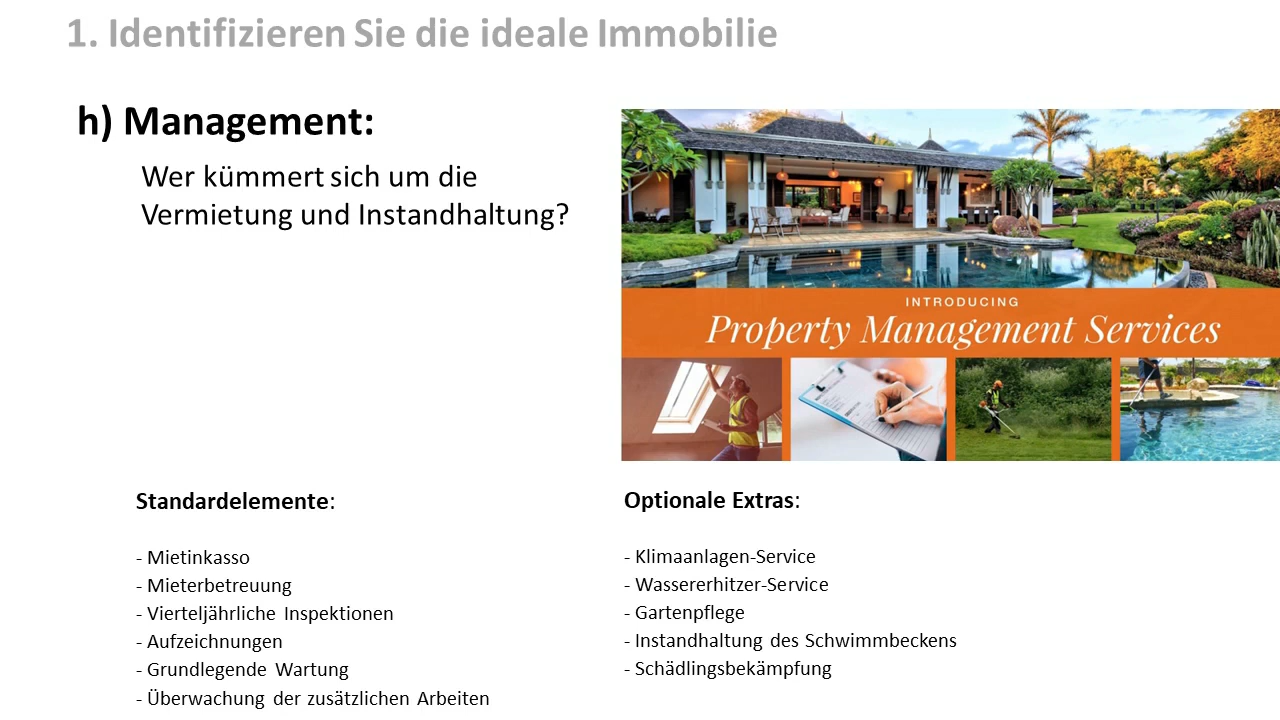 1. Identifizieren Sie die ideale Immobilie
h) Management:
Wer kümmert sich um die
Vermietung und Instandhaltung?
INTRODUCING
Property Management Services
Standardelemente:
- Mietinkasso
- Mieterbetreuung
- Vierteljährliche Inspektionen
- Aufzeichnungen
- Grundlegende Wartung
- Überwachung der zusätzlichen Arbeiten
Optionale Extras:
- Klimaanlagen-Service
- Wassererhitzer-Service
- Gartenpflege
- Instandhaltung des Schwimmbeckens
- Schädlingsbekämpfung